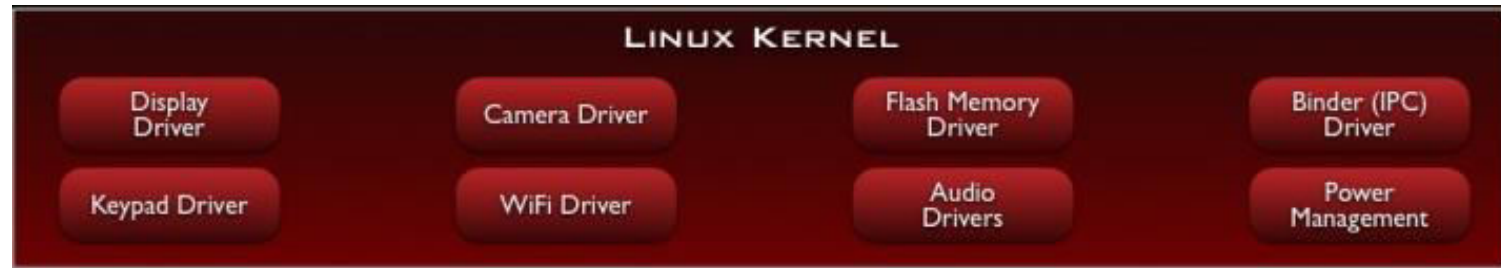 LINUX KERNEL
Display
Driver
Camera Driver
Flash Memory
Driver
Binder (IPC)
Driver
Keypad Driver
WiFi Driver
Audio
Drivers
Power
Management